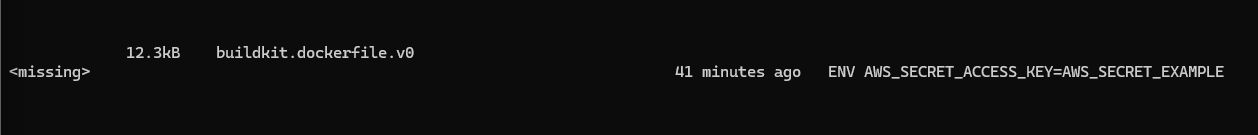 12.3kB buildkit.dockerfile.v0
<missing> 41 minutes ago ENV AWS_SECRET_ACCESS_KEY=AWS_SECRET_EXAMPLE